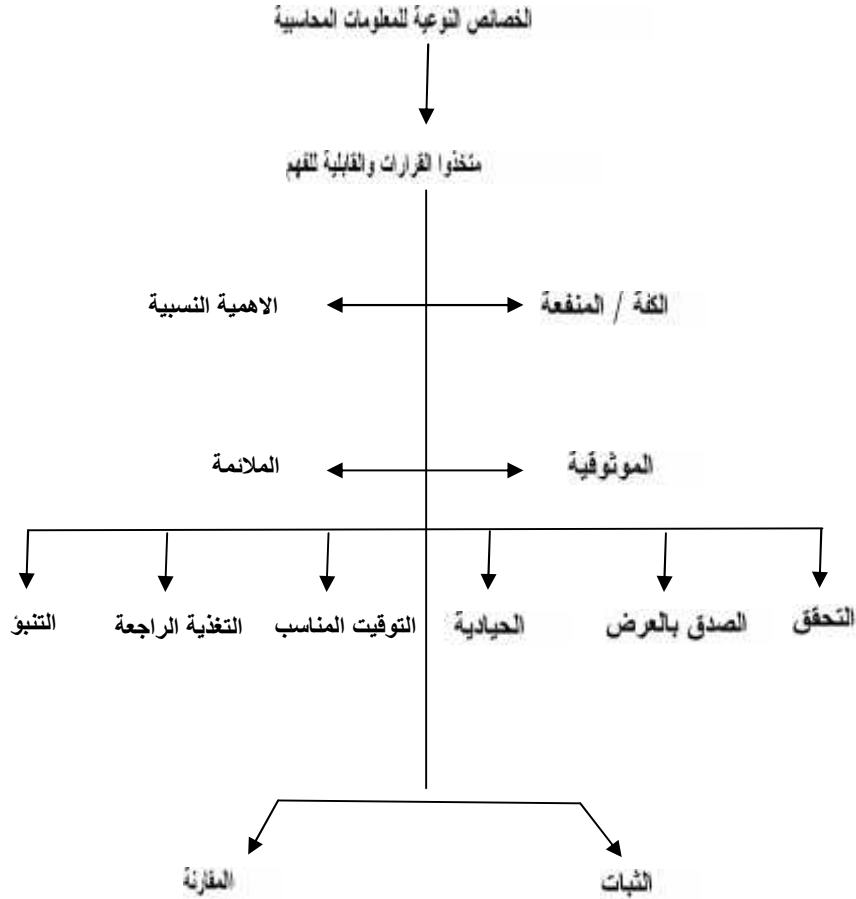 الخصائص النوعية للمعلومات المحاسبية
متخذوا القرارات والقابلية للفهم
الكفة / المنفعة
الاهمية النسبية
الموثوقية
الملائمة
التحقق
الصدق بالعرض
الحيادية
التوقيت المناسب
التغذية الراجعة
التنبؤ
الثبات
المقارنة